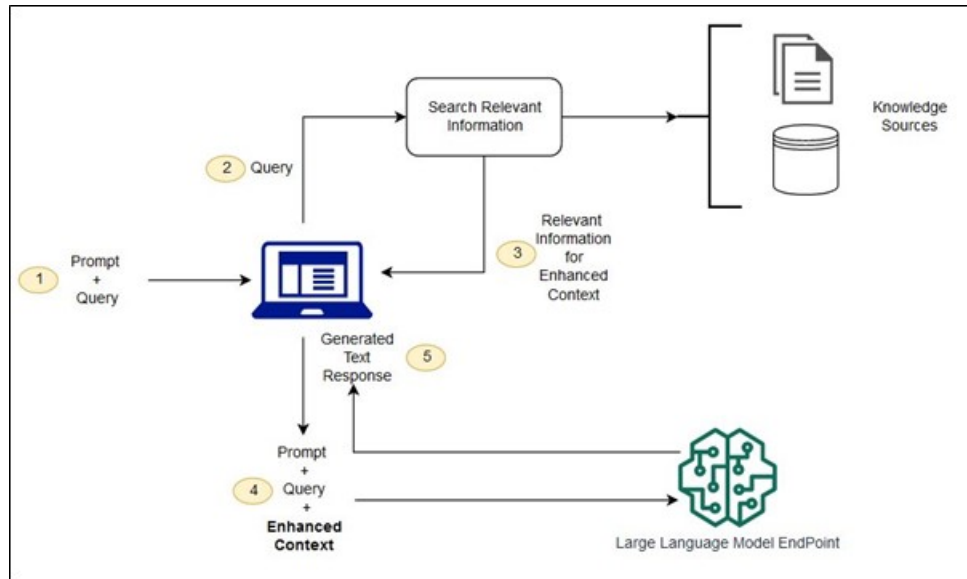 Search Relevant
Information
Knowledge
Sources
2
Query
Relevant
Information
for
Enhanced
Context
3
1
Prompt
+
Query
Generated
Text
Response
5
Prompt
+
Query
+
Enhanced
Context
4
Large Language Model EndPoint